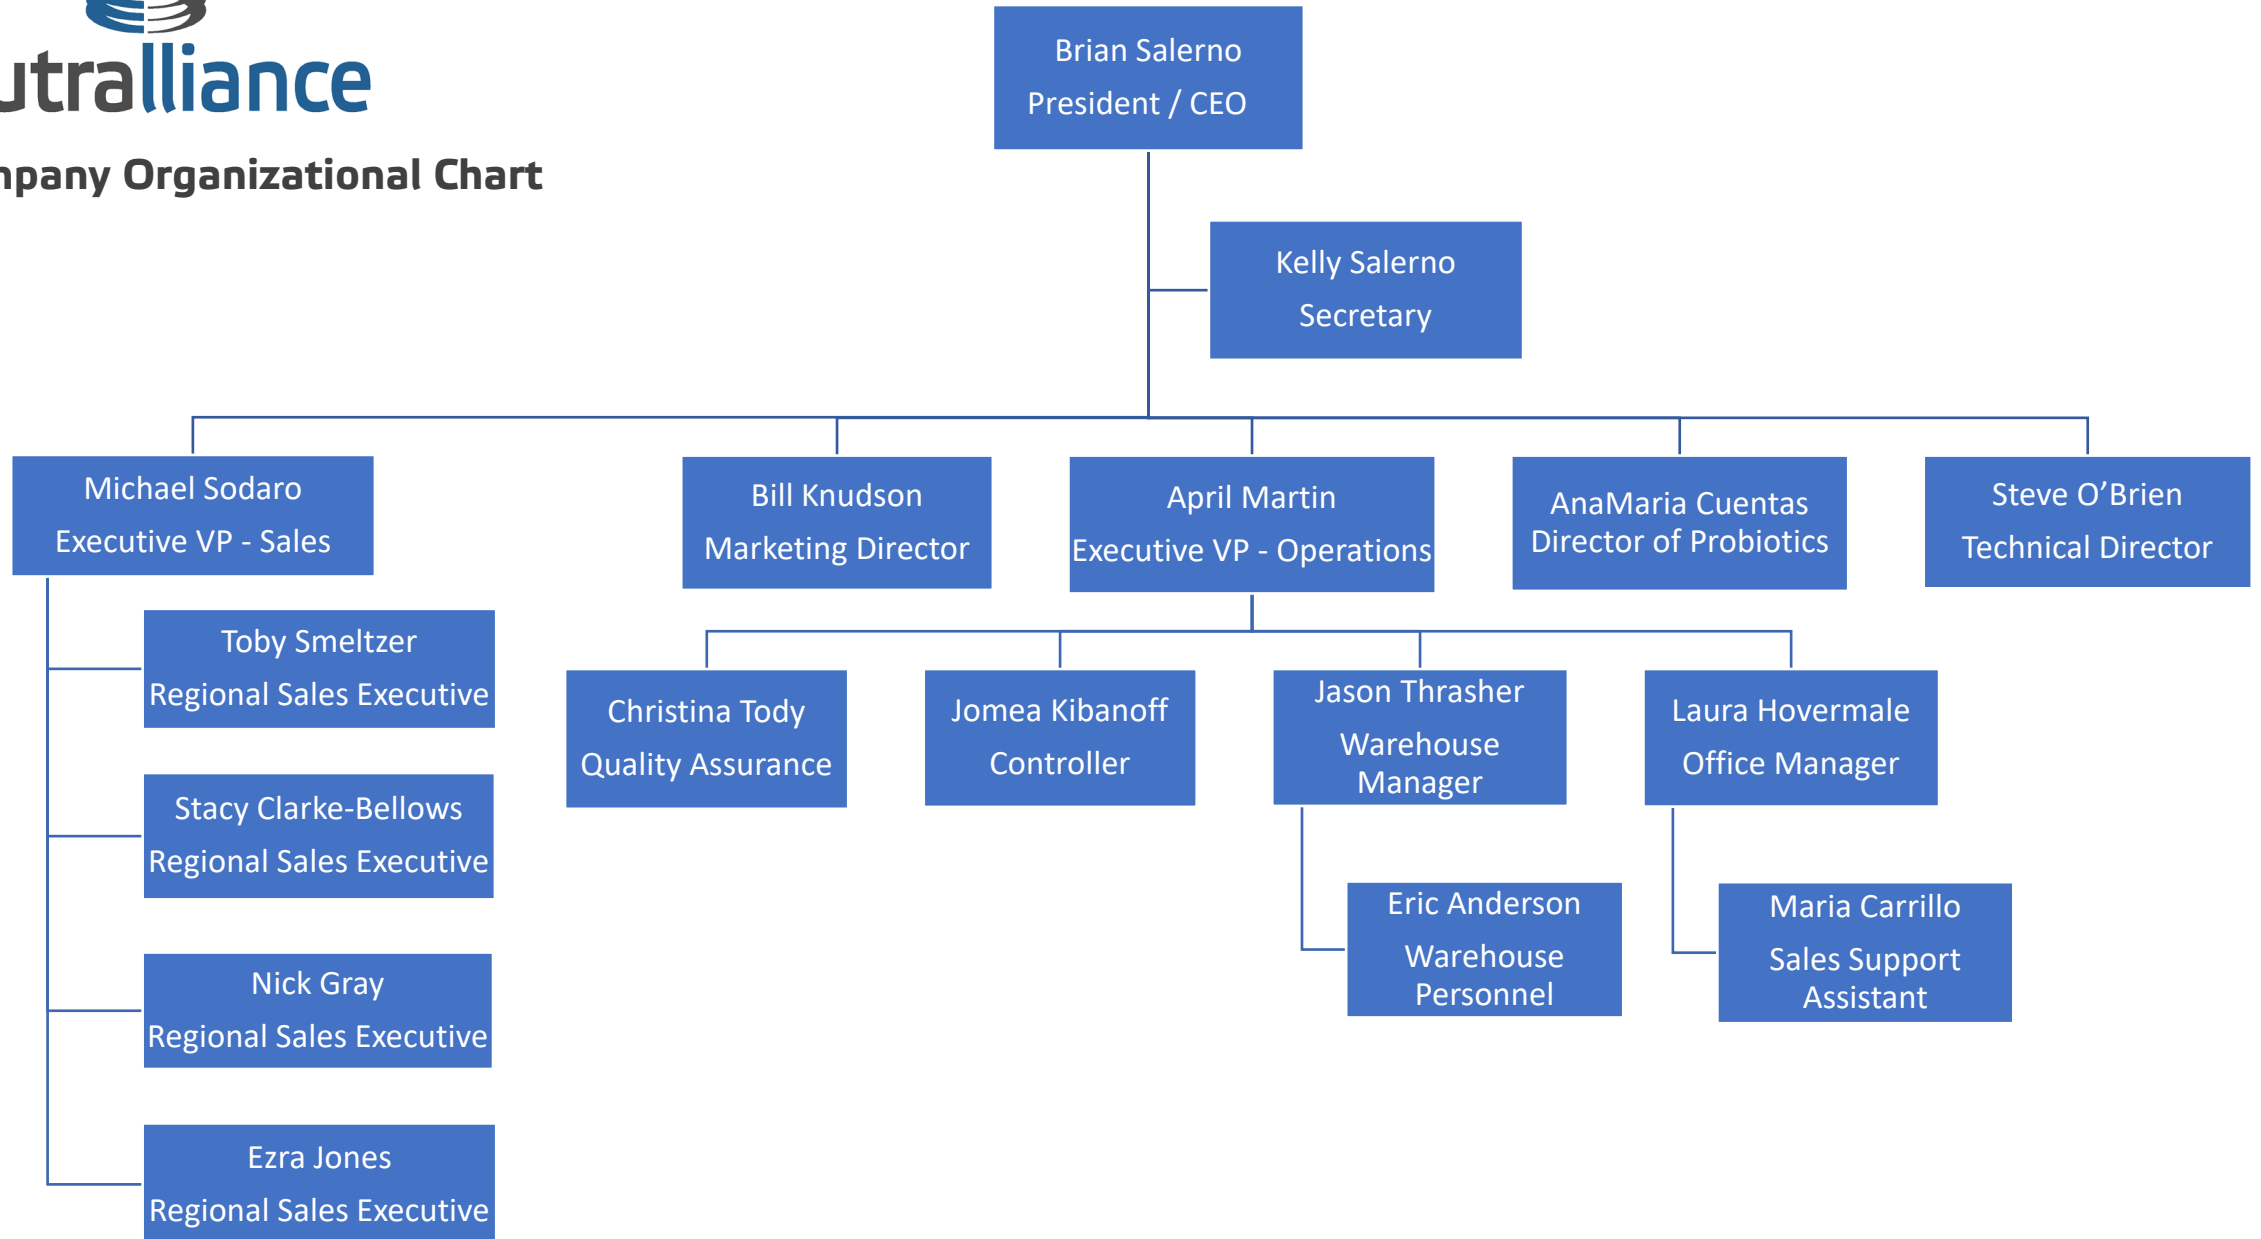 utralliance
mpany Organizational Chart
Brian Salerno
President / CEO
Kelly Salerno
Secretary
Michael Sodaro
Executive VP - Sales
Bill Knudson
Marketing Director
April Martin
Executive VP - Operations
AnaMaria Cuentas
Director of Probiotics
Steve O’Brien
Technical Director
Toby Smeltzer
Regional Sales Executive
Stacy Clarke-Bellows
Regional Sales Executive
Nick Gray
Regional Sales Executive
Ezra Jones
Regional Sales Executive
Christina Tody
Quality Assurance
Jomea Kibanoff
Controller
Jason Thrasher
Warehouse
Manager
Laura Hovermale
Office Manager
Eric Anderson
Warehouse
Personnel
Maria Carrillo
Sales Support
Assistant